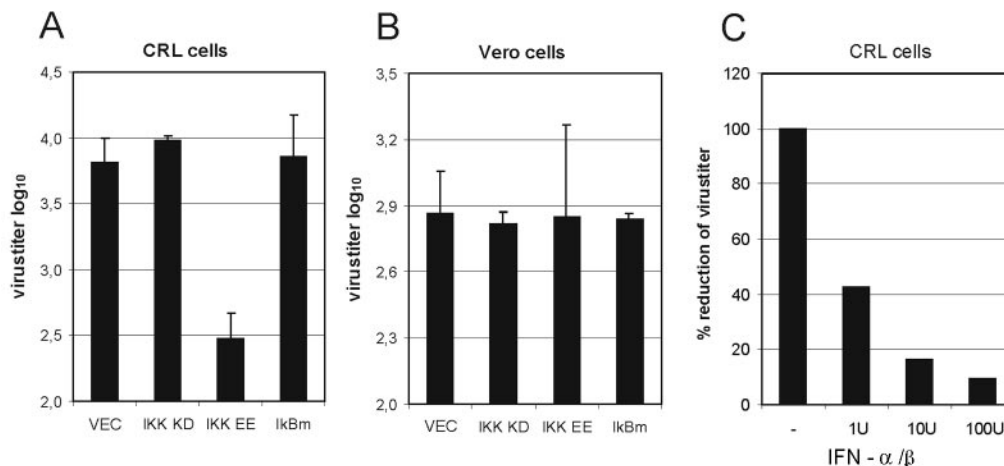 A
CRL cells
virustiter log10
4,5
4,0
3,5
3,0
2,5
2,0
VEC IKK KD IKK EE IkBm
B
Vero cells
virustiter log10
3,5
3,2
2,9
2,6
2,3
2,0
VEC IKK KD IKK EE IkBm
C
CRL cells
% reduction of virustiter
120
100
80
60
40
20
0
- 1U 10U 100U
IFN - α /β